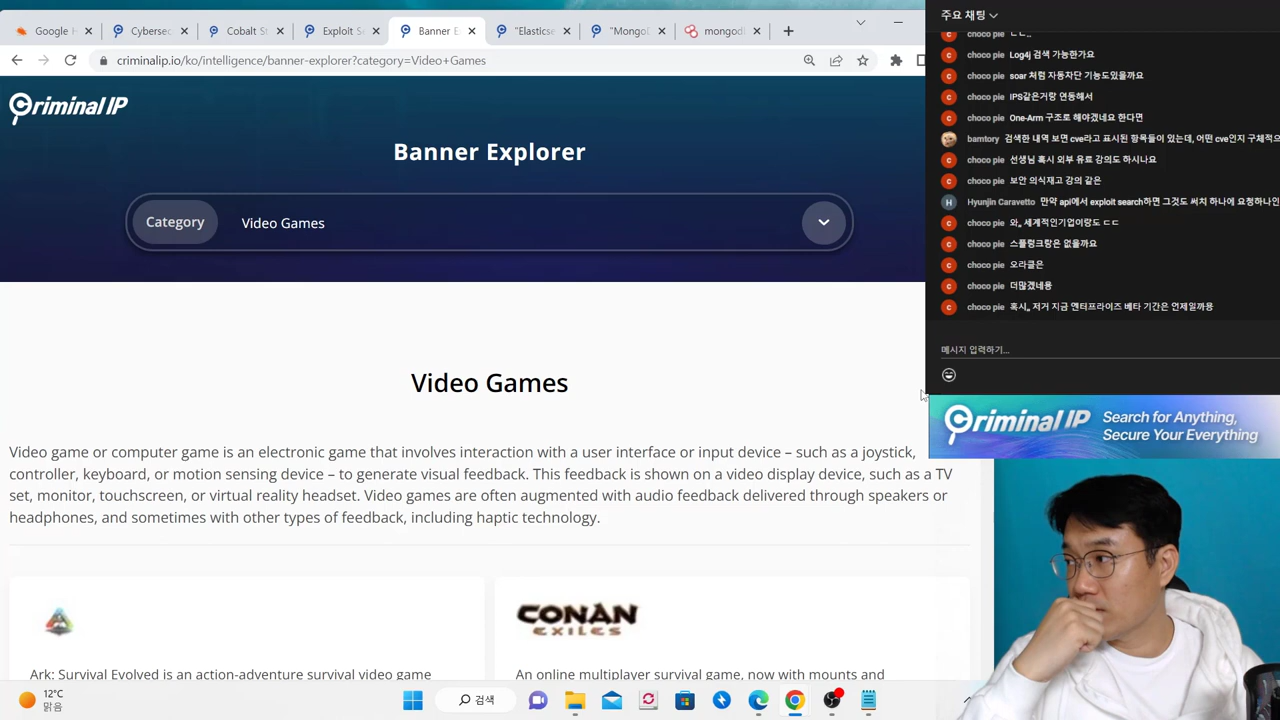 Google H
Cybersec
Cobalt St
Exploit Se
Banner E
"Elasticse
"MongoD
mongodb
criminalip.io/ko/intelligence/banner-explorer?category=Video+Games
Criminal IP
Banner Explorer
Category
Video Games
Video Games
Video game or computer game is an electronic game that involves interaction with a user interface or input device – such as a joystick,
controller, keyboard, or motion sensing device – to generate visual feedback. This feedback is shown on a video display device, such as a TV
set, monitor, touchscreen, or virtual reality headset. Video games are often augmented with audio feedback delivered through speakers or
headphones, and sometimes with other types of feedback, including haptic technology.
CONAN
EXILES
Ark: Survival Evolved is an action-adventure survival video game
An online multiplayer survival game, now with mounts and
주요 채팅
choco pie ㄷㄷ..
choco pie Log4j 검색 가능한가요
choco pie soar 처럼 자동차단 기능도있을까요
choco pie IPS같은거랑 연동해서
choco pie One-Arm 구조로 해야겠네요 한다면
bamtory 검색한 내역 보면 cve라고 표시된 항목들이 있는데, 어떤 cve인지 구체적으
choco pie 선생님 혹시 외부 유료 강의도 하시나요
choco pie 보안 의식재고 강의 같은
Hyunjin Caravetto 만약 api에서 exploit search하면 그것도 써치 하나에 요청하나인
choco pie 와,, 세계적인기업이랑도 ㄷㄷ
choco pie 스플렁크랑은 없을까요
choco pie 오라클은
choco pie 더많겠네용
choco pie 혹시,, 저거 지금 엔터프라이즈 베타 기간은 언제일까용
메시지 입력하기...
Criminal IP
Search for Anything,
Secure Your Everything
12°C
맑음
검색